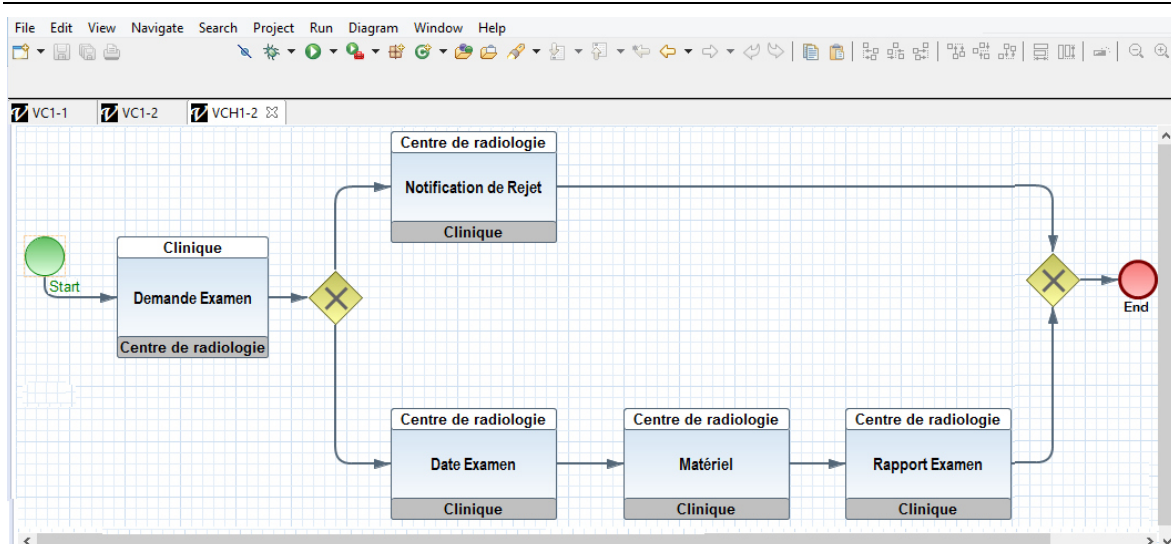 File Edit View Navigate Search Project Run Diagram Window Help
VC1-1 VC1-2 VCH1-2
Centre de radiologie
Notification de Rejet
Clinique
Start
Clinique
Demande Examen
Centre de radiologie
End
Centre de radiologie
Date Examen
Clinique
Centre de radiologie
Matériel
Clinique
Centre de radiologie
Rapport Examen
Clinique